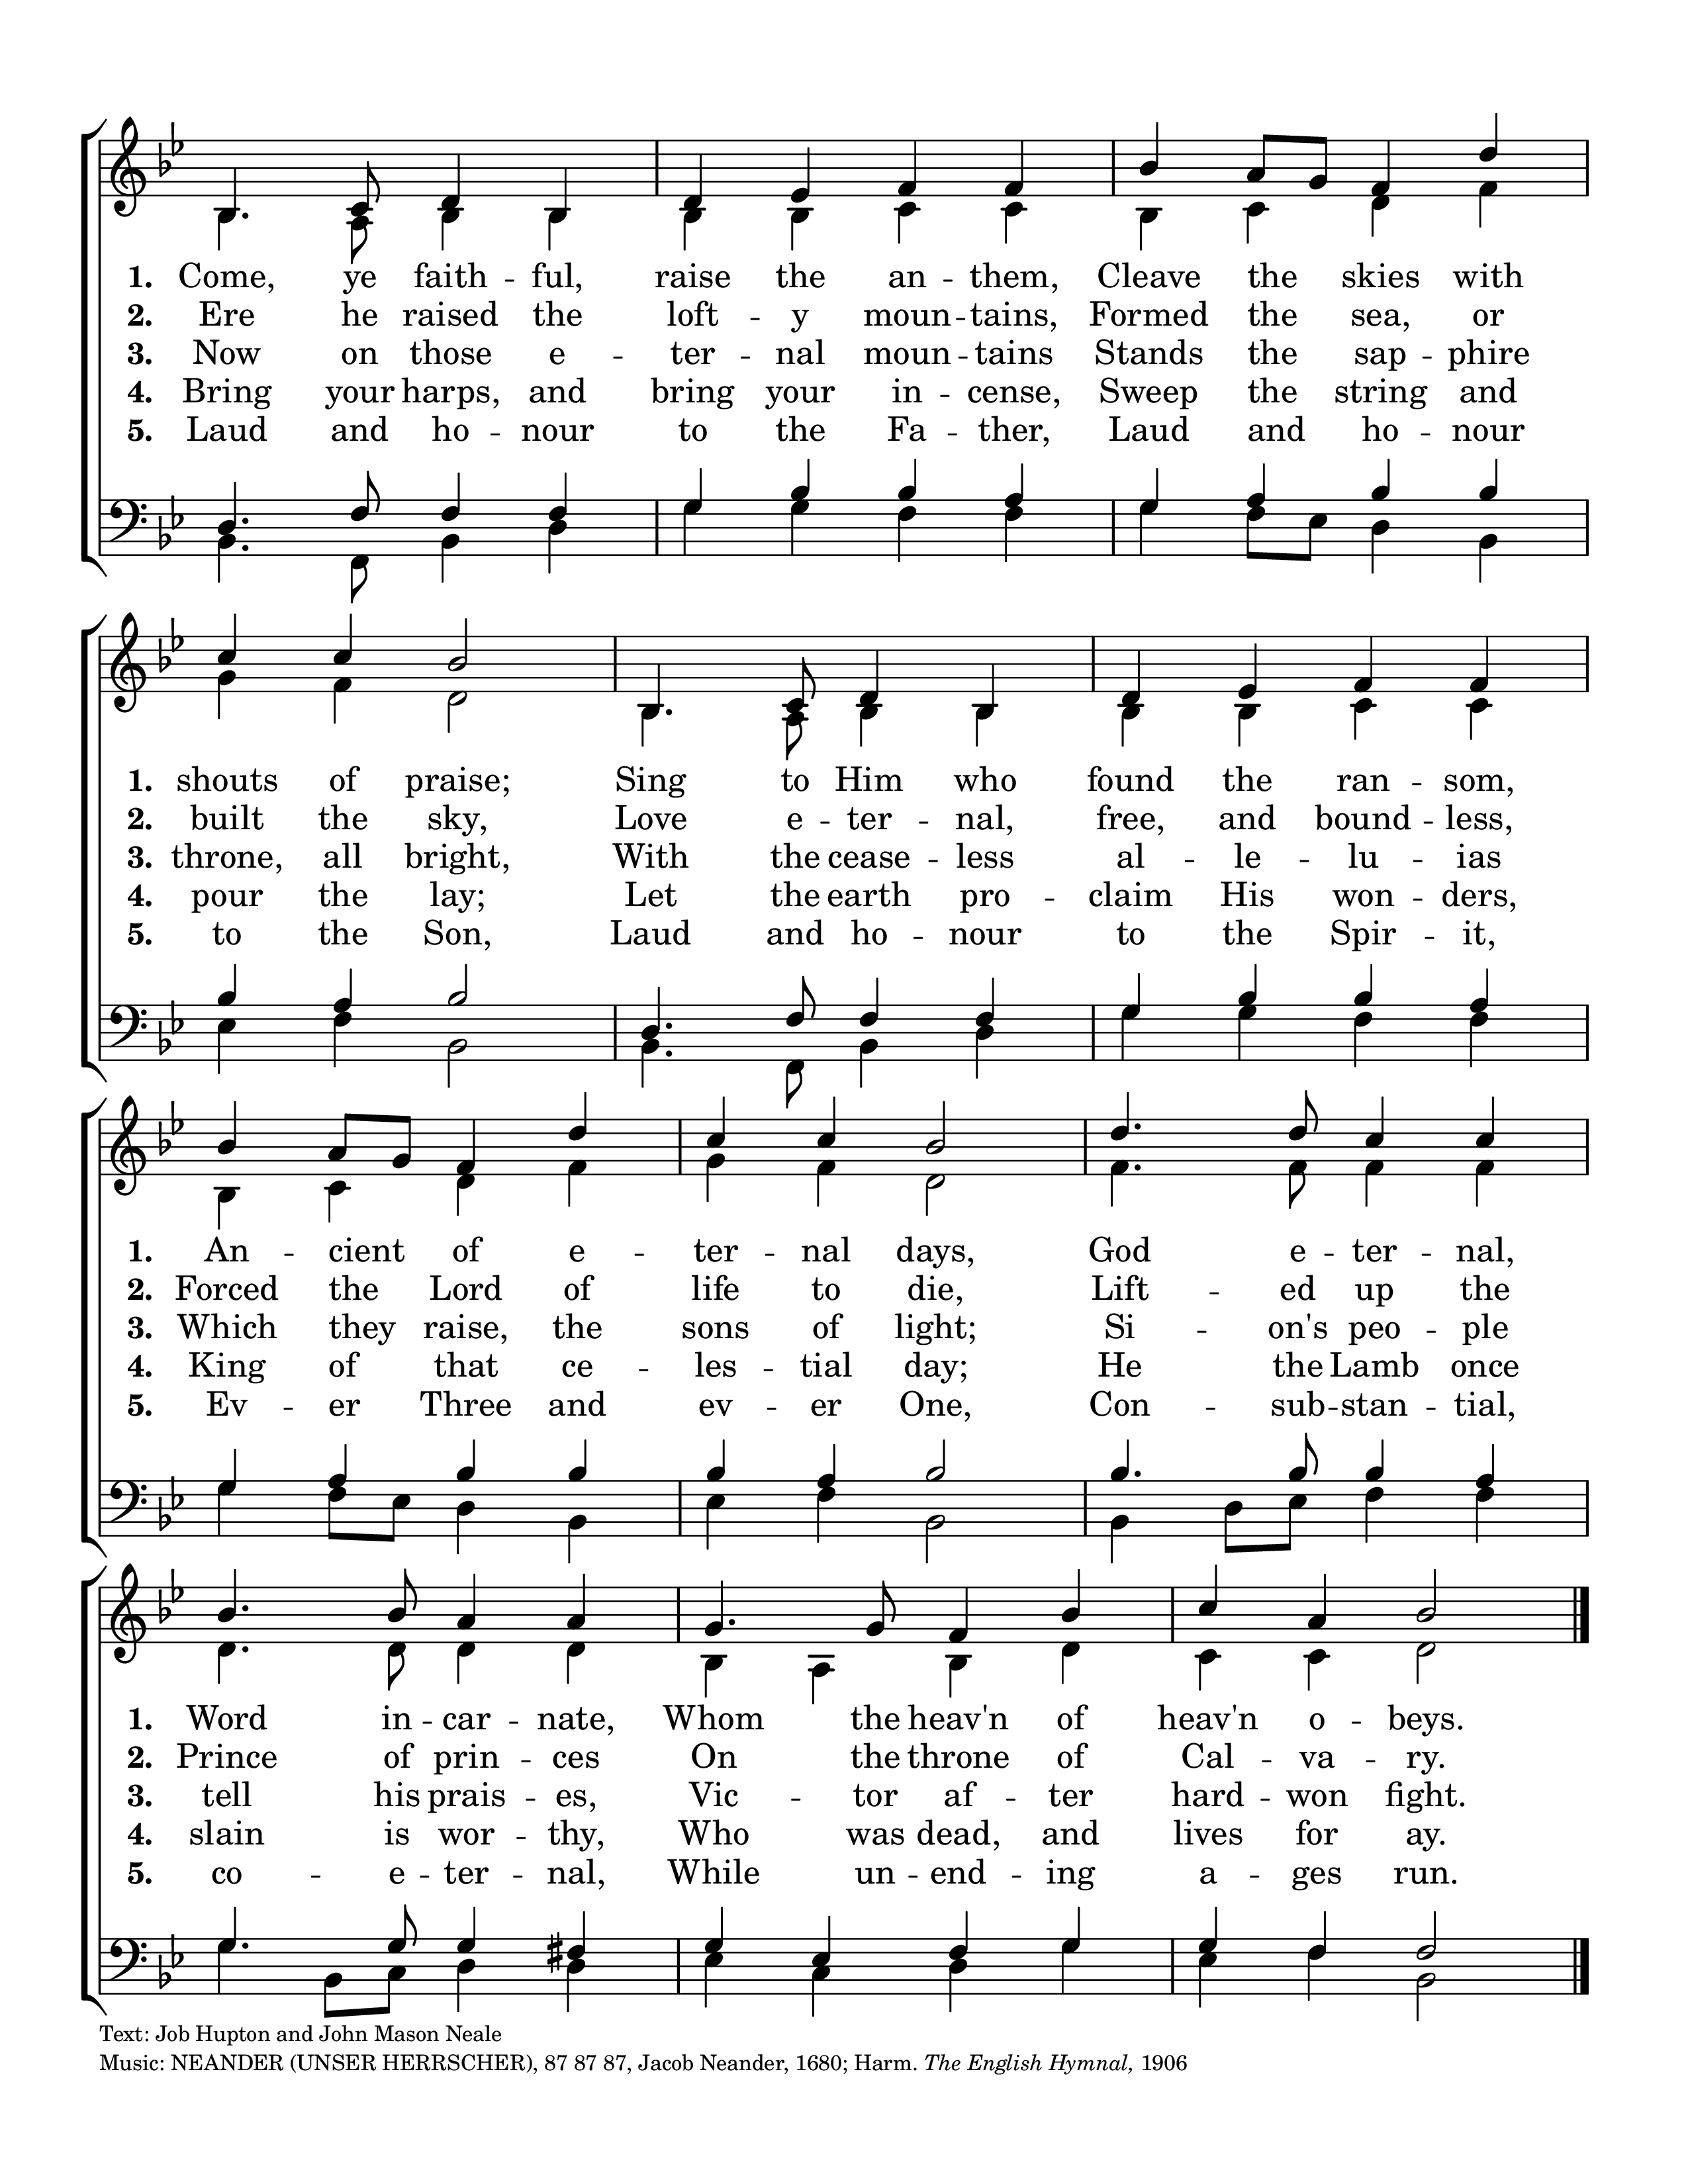 1. Come, ye faith -- ful, raise the an -- them, Cleave the skies with
2. Ere he raised the loft -- y moun -- tains, Formed the sea, or
3. Now on those e -- ter -- nal moun -- tains Stands the sap -- phire
4. Bring your harps, and bring your in -- cense, Sweep the string and
5. Laud and ho -- nour to the Fa -- ther, Laud and ho -- nour
1. shouts of praise; Sing to Him who found the ran -- som,
2. built the sky, Love e -- ter -- nal, free, and bound -- less,
3. throne, all bright, With the cease -- less al -- le -- lu -- ias
4. pour the lay; Let the earth pro -- claim His won -- ders,
5. to the Son, Laud and ho -- nour to the Spir -- it,
1. An -- cient of e -- ter -- nal days, God e -- ter -- nal,
2. Forced the Lord of life to die, Lift -- ed up the
3. Which they raise, the sons of light; Si -- on's peo -- ple
4. King of that ce -- les -- tial day; He the Lamb once
5. Ev -- er Three and ev -- er One, Con -- sub -- stan -- tial,
1. Word in -- car -- nate, Whom the heav'n of heav'n o -- beys.
2. Prince of prin -- ces On the throne of Cal -- va -- ry.
3. tell his prais -- es, Vic -- tor af -- ter hard -- won fight.
4. slain is wor -- thy, Who was dead, and lives for ay.
5. co -- e -- ter -- nal, While un -- end -- ing a -- ges run.
Text: Job Hupton and John Mason Neale
Music: NEANDER (UNSER HERRSCHER), 87 87 87, Jacob Neander, 1680; Harm. The English Hymnal, 1906